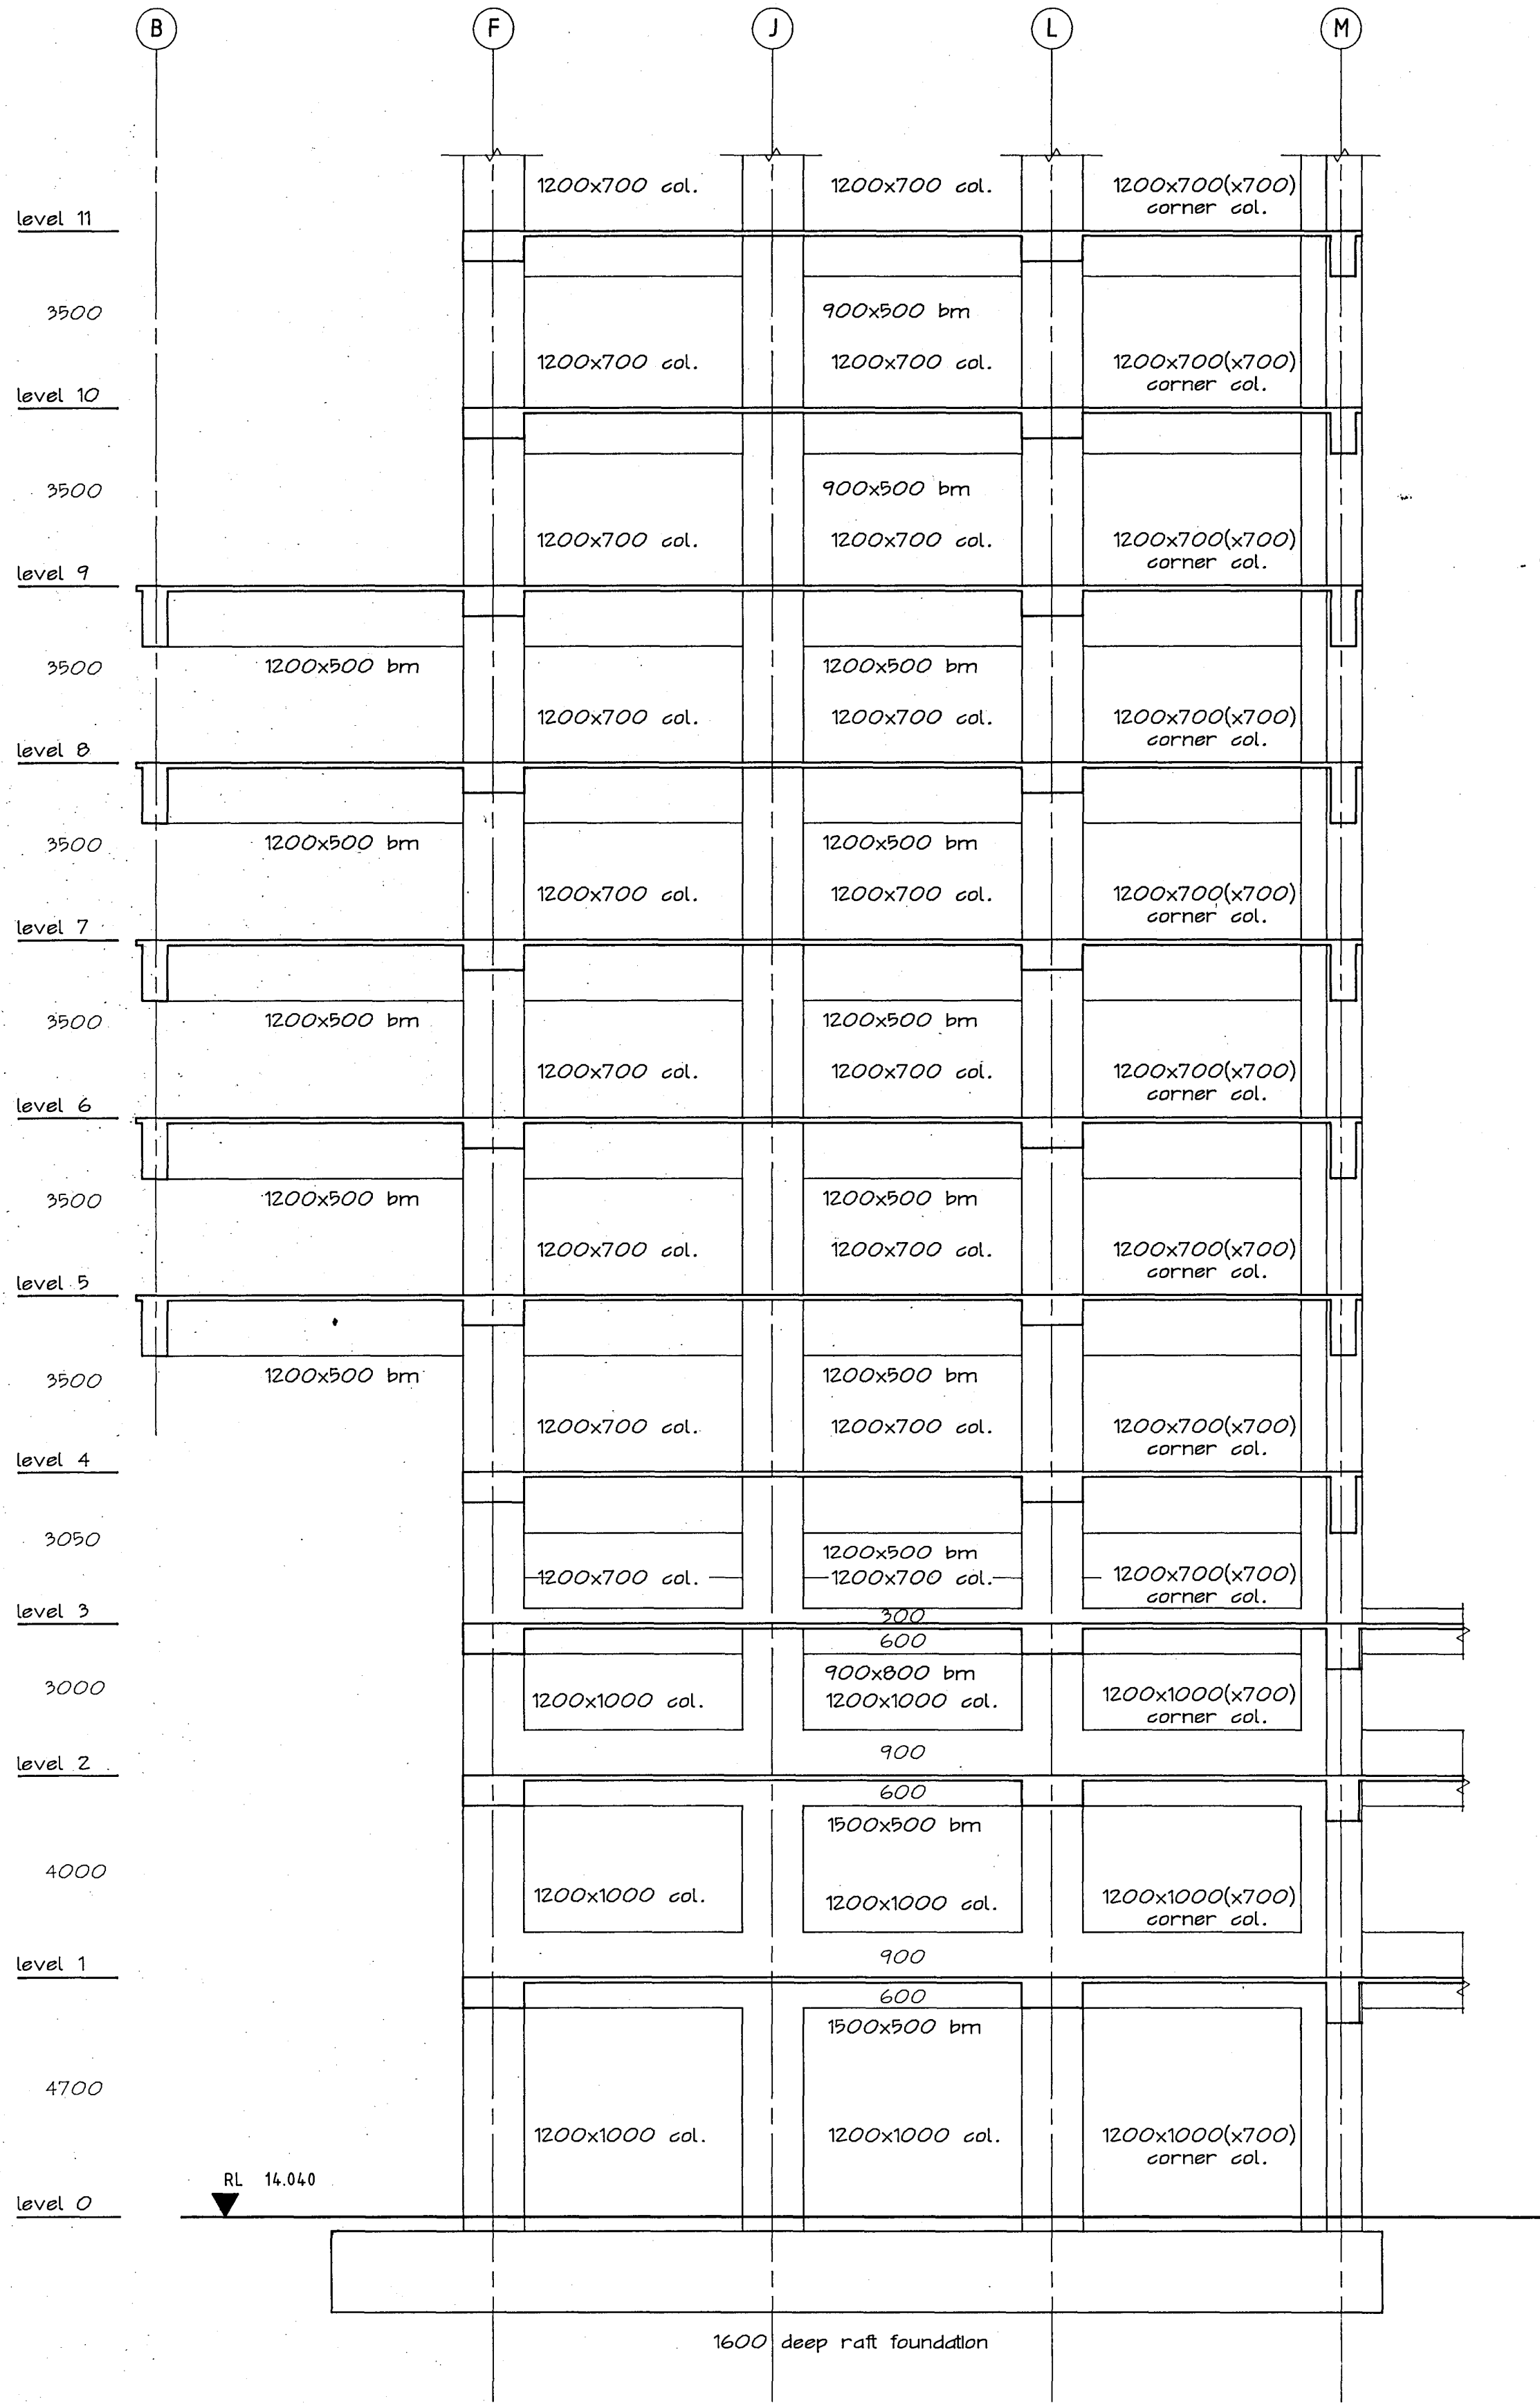 B F J L M
1200x700 col. 1200x700 col. 1200x700(x700)
corner col.
level 11
3500 900x500 bm
1200x700 col. 1200x700 col. 1200x700(x700)
corner col.
level 10
3500 900x500 bm
1200x700 col. 1200x700 col. 1200x700(x700)
corner col.
level 9
3500 1200x500 bm 1200x500 bm
1200x700 col. 1200x700 col. 1200x700(x700)
corner col.
level 8
3500 1200x500 bm 1200x500 bm
1200x700 col. 1200x700 col. 1200x700(x700)
corner col.
level 7
3500 1200x500 bm 1200x500 bm
1200x700 col. 1200x700 col. 1200x700(x700)
corner col.
level 6
3500 1200x500 bm 1200x500 bm
1200x700 col. 1200x700 col. 1200x700(x700)
corner col.
level 5
3500 1200x500 bm 1200x500 bm
1200x700 col. 1200x700 col. 1200x700(x700)
corner col.
level 4
3050 1200x500 bm
1200x700 col. 1200x700 col. 1200x700(x700)
corner col.
level 3 300
600
3000 900x800 bm
1200x1000 col. 1200x1000 col. 1200x1000(x700)
corner col.
level 2 900
600
1500x500 bm
4000
1200x1000 col. 1200x1000 col. 1200x1000(x700)
corner col.
level 1 900
600
1500x500 bm
4700
1200x1000 col. 1200x1000 col. 1200x1000(x700)
corner col.
RL 14.040
level 0
1600 deep raft foundation